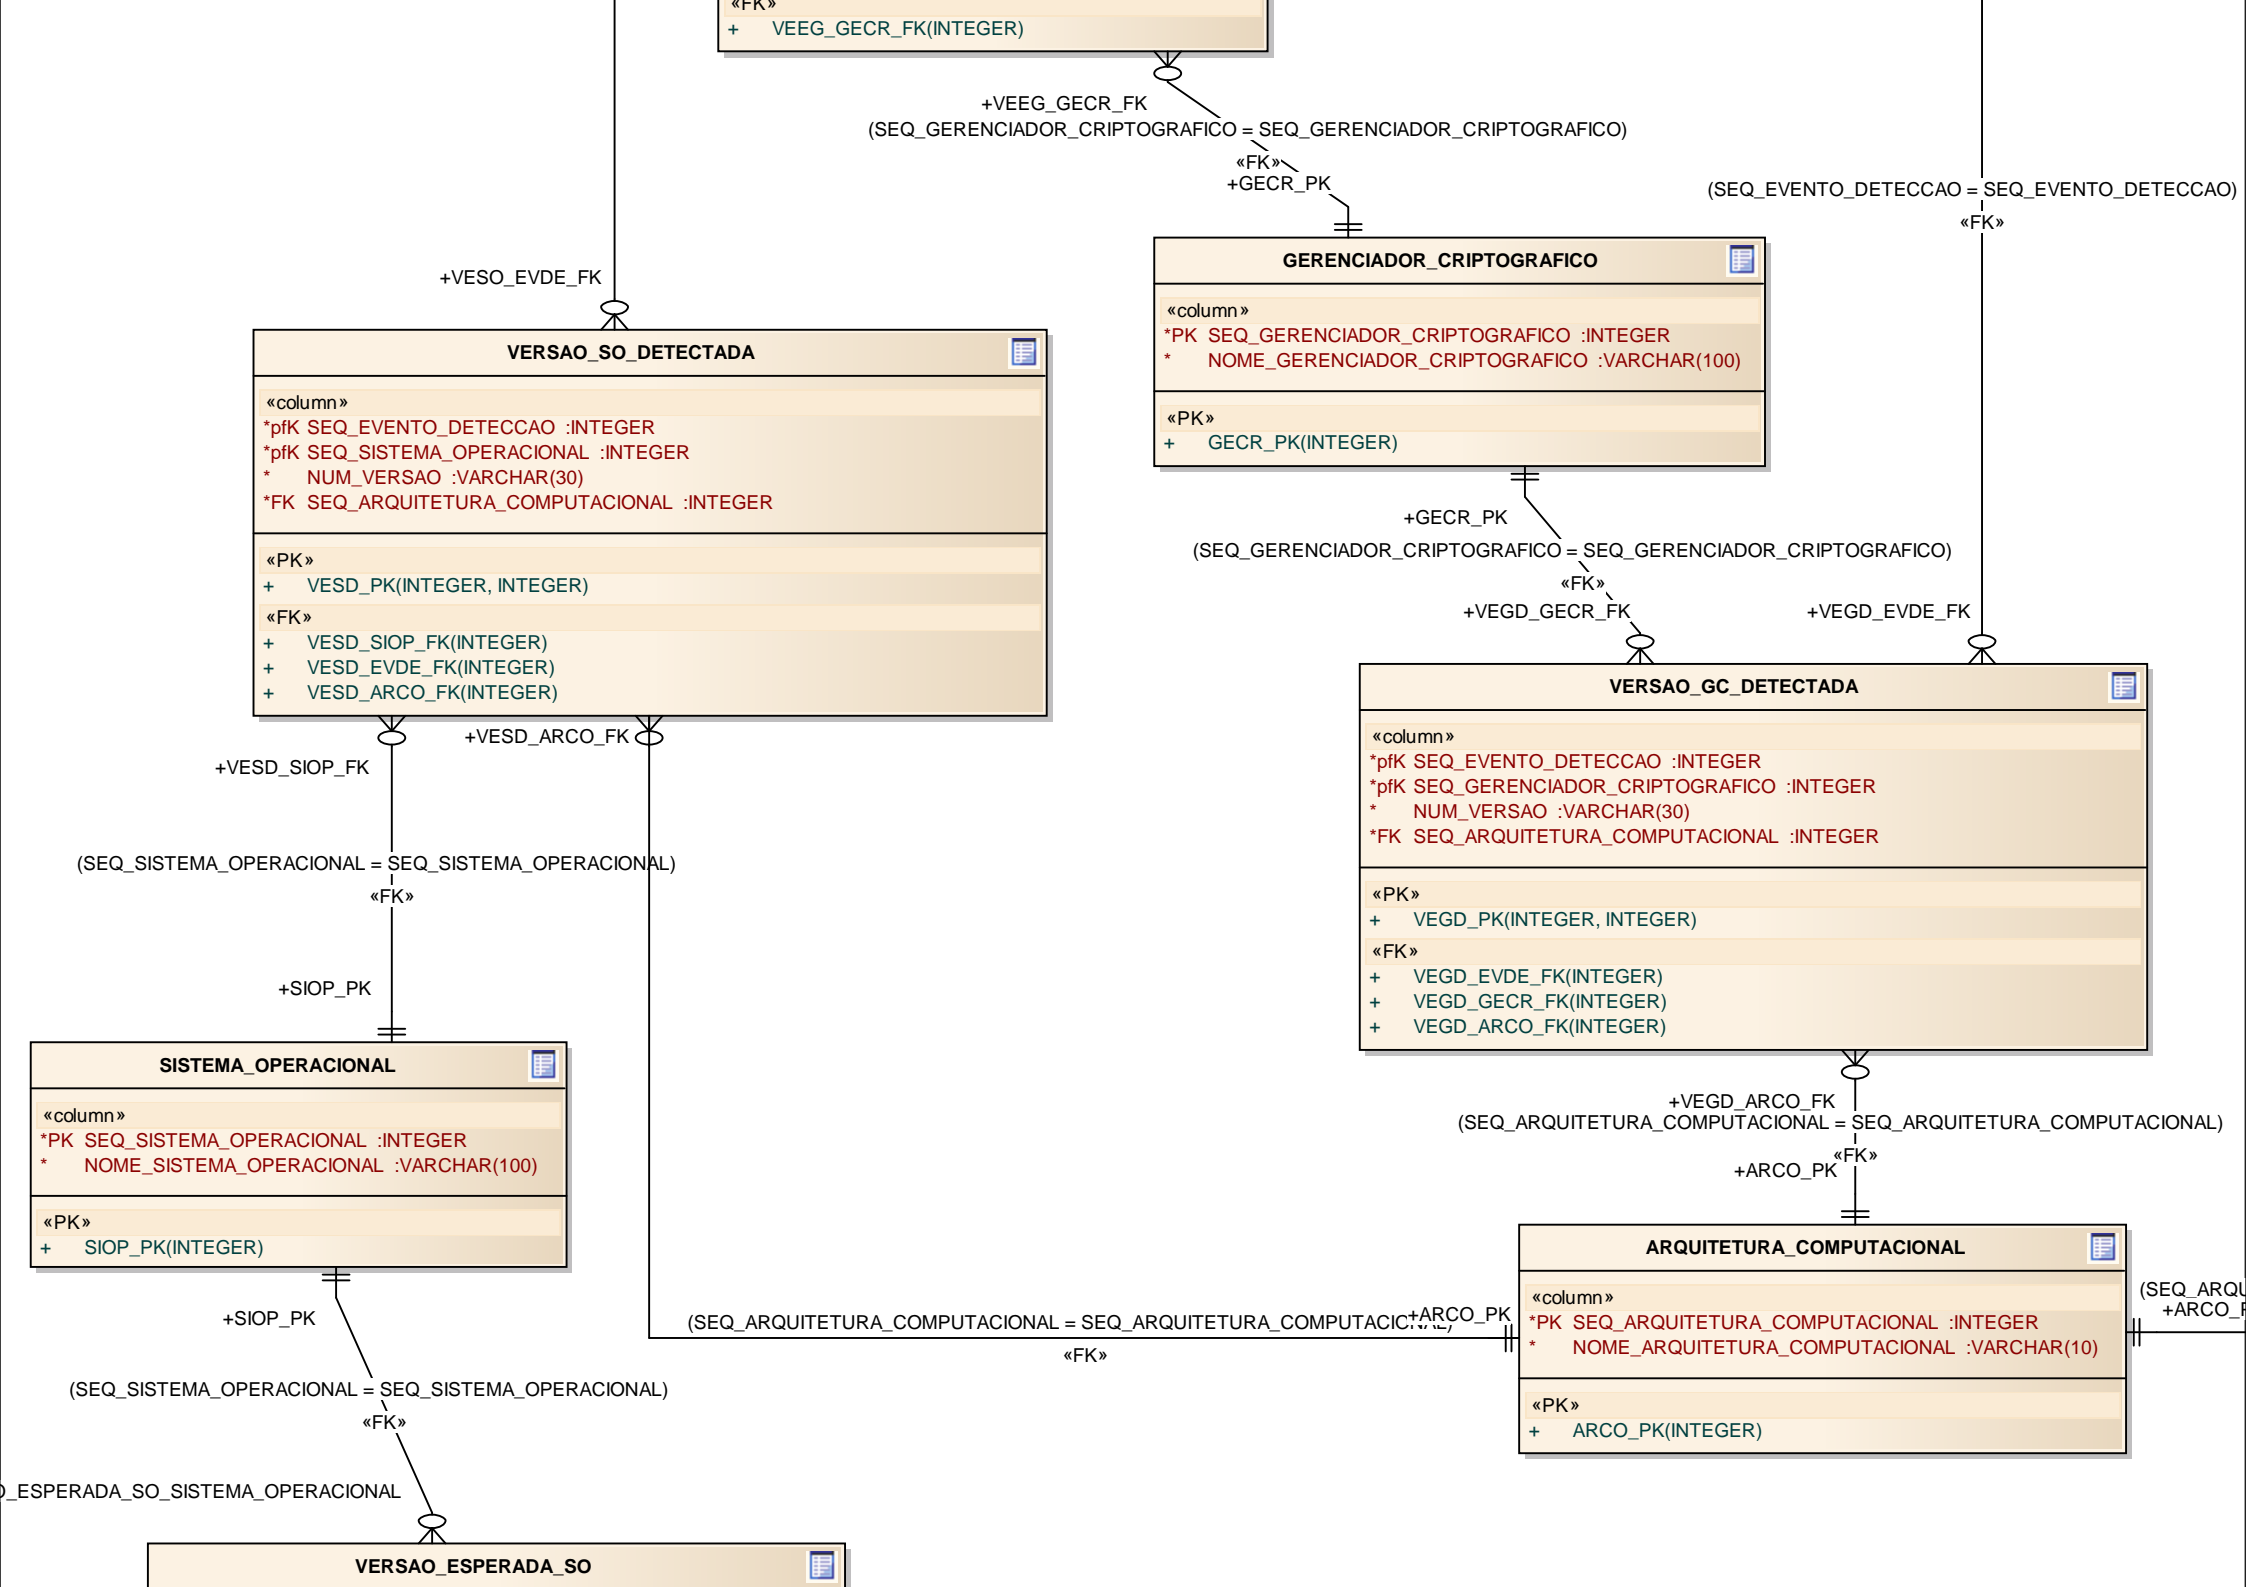 «FK»
+ VEEG_GECR_FK(INTEGER)
+VEEG_GECR_FK
(SEQ_GERENCIADOR_CRIPTOGRAFICO = SEQ_GERENCIADOR_CRIPTOGRAFICO)
«FK»
+GECR_PK
(SEQ_EVENTO_DETECCAO = SEQ_EVENTO_DETECCAO)
«FK»
GERENCIADOR_CRIPTOGRAFICO
«column»
*PK SEQ_GERENCIADOR_CRIPTOGRAFICO :INTEGER
* NOME_GERENCIADOR_CRIPTOGRAFICO :VARCHAR(100)
«PK»
+ GECR_PK(INTEGER)
+VESO_EVDE_FK
VERSAO_SO_DETECTADA
«column»
*pfK SEQ_EVENTO_DETECCAO :INTEGER
*pfK SEQ_SISTEMA_OPERACIONAL :INTEGER
* NUM_VERSAO :VARCHAR(30)
*FK SEQ_ARQUITETURA_COMPUTACIONAL :INTEGER
«PK»
+ VESD_PK(INTEGER, INTEGER)
«FK»
+ VESD_SIOP_FK(INTEGER)
+ VESD_EVDE_FK(INTEGER)
+ VESD_ARCO_FK(INTEGER)
+GECR_PK
(SEQ_GERENCIADOR_CRIPTOGRAFICO = SEQ_GERENCIADOR_CRIPTOGRAFICO)
«FK»
+VEGD_GECR_FK
+VEGD_EVDE_FK
VERSAO_GC_DETECTADA
«column»
*pfK SEQ_EVENTO_DETECCAO :INTEGER
*pfK SEQ_GERENCIADOR_CRIPTOGRAFICO :INTEGER
* NUM_VERSAO :VARCHAR(30)
*FK SEQ_ARQUITETURA_COMPUTACIONAL :INTEGER
«PK»
+ VEGD_PK(INTEGER, INTEGER)
«FK»
+ VEGD_EVDE_FK(INTEGER)
+ VEGD_GECR_FK(INTEGER)
+ VEGD_ARCO_FK(INTEGER)
+VESD_ARCO_FK
+VESD_SIOP_FK
(SEQ_SISTEMA_OPERACIONAL = SEQ_SISTEMA_OPERACIONAL)
«FK»
+SIOP_PK
SISTEMA_OPERACIONAL
«column»
*PK SEQ_SISTEMA_OPERACIONAL :INTEGER
* NOME_SISTEMA_OPERACIONAL :VARCHAR(100)
«PK»
+ SIOP_PK(INTEGER)
+VEGD_ARCO_FK
(SEQ_ARQUITETURA_COMPUTACIONAL = SEQ_ARQUITETURA_COMPUTACIONAL)
«FK»
+ARCO_PK
ARQUITETURA_COMPUTACIONAL
«column»
*PK SEQ_ARQUITETURA_COMPUTACIONAL :INTEGER
* NOME_ARQUITETURA_COMPUTACIONAL :VARCHAR(10)
«PK»
+ ARCO_PK(INTEGER)
(SEQ_ARQU
+ARCO_P
(SEQ_ARQUITETURA_COMPUTACIONAL = SEQ_ARQUITETURA_COMPUTACIONAL)
+ARCO_PK
«FK»
+SIOP_PK
(SEQ_SISTEMA_OPERACIONAL = SEQ_SISTEMA_OPERACIONAL)
«FK»
O_ESPERADA_SO_SISTEMA_OPERACIONAL
VERSAO_ESPERADA_SO